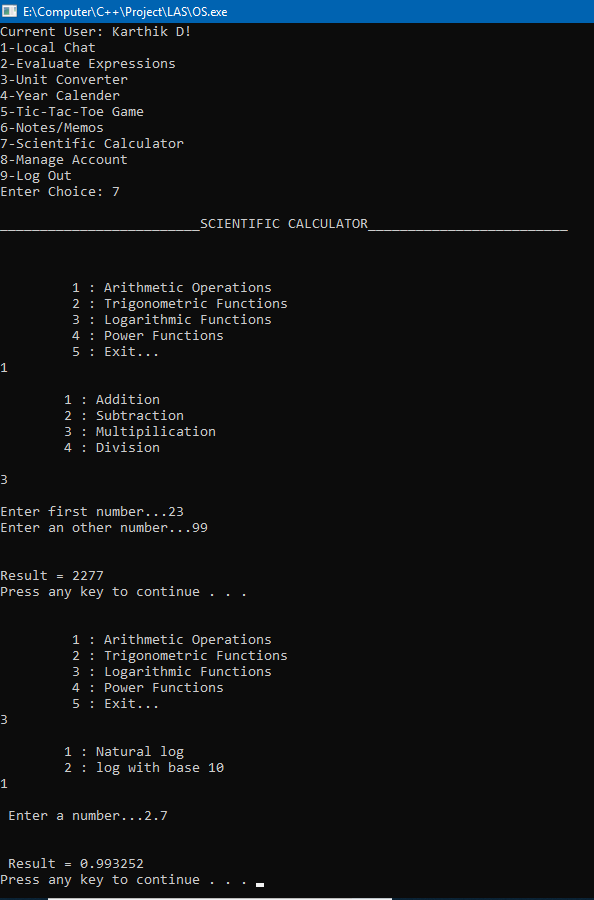 E:\Computer\C++\Project\LAS\OS.exe
Current User: Karthik D!
1-Local Chat
2-Evaluate Expressions
3-Unit Converter
4-Year Calender
5-Tic-Tac-Toe Game
6-Notes/Memos
7-Scientific Calculator
8-Manage Account
9-Log Out
Enter Choice: 7
_________________________SCIENTIFIC CALCULATOR_________________________
1 : Arithmetic Operations
2 : Trigonometric Functions
3 : Logarithmic Functions
4 : Power Functions
5 : Exit...
1
1 : Addition
2 : Subtraction
3 : Multipilication
4 : Division
3
Enter first number...23
Enter an other number...99
Result = 2277
Press any key to continue . . .
1 : Arithmetic Operations
2 : Trigonometric Functions
3 : Logarithmic Functions
4 : Power Functions
5 : Exit...
3
1 : Natural log
2 : log with base 10
1
Enter a number...2.7
Result = 0.993252
Press any key to continue . . .